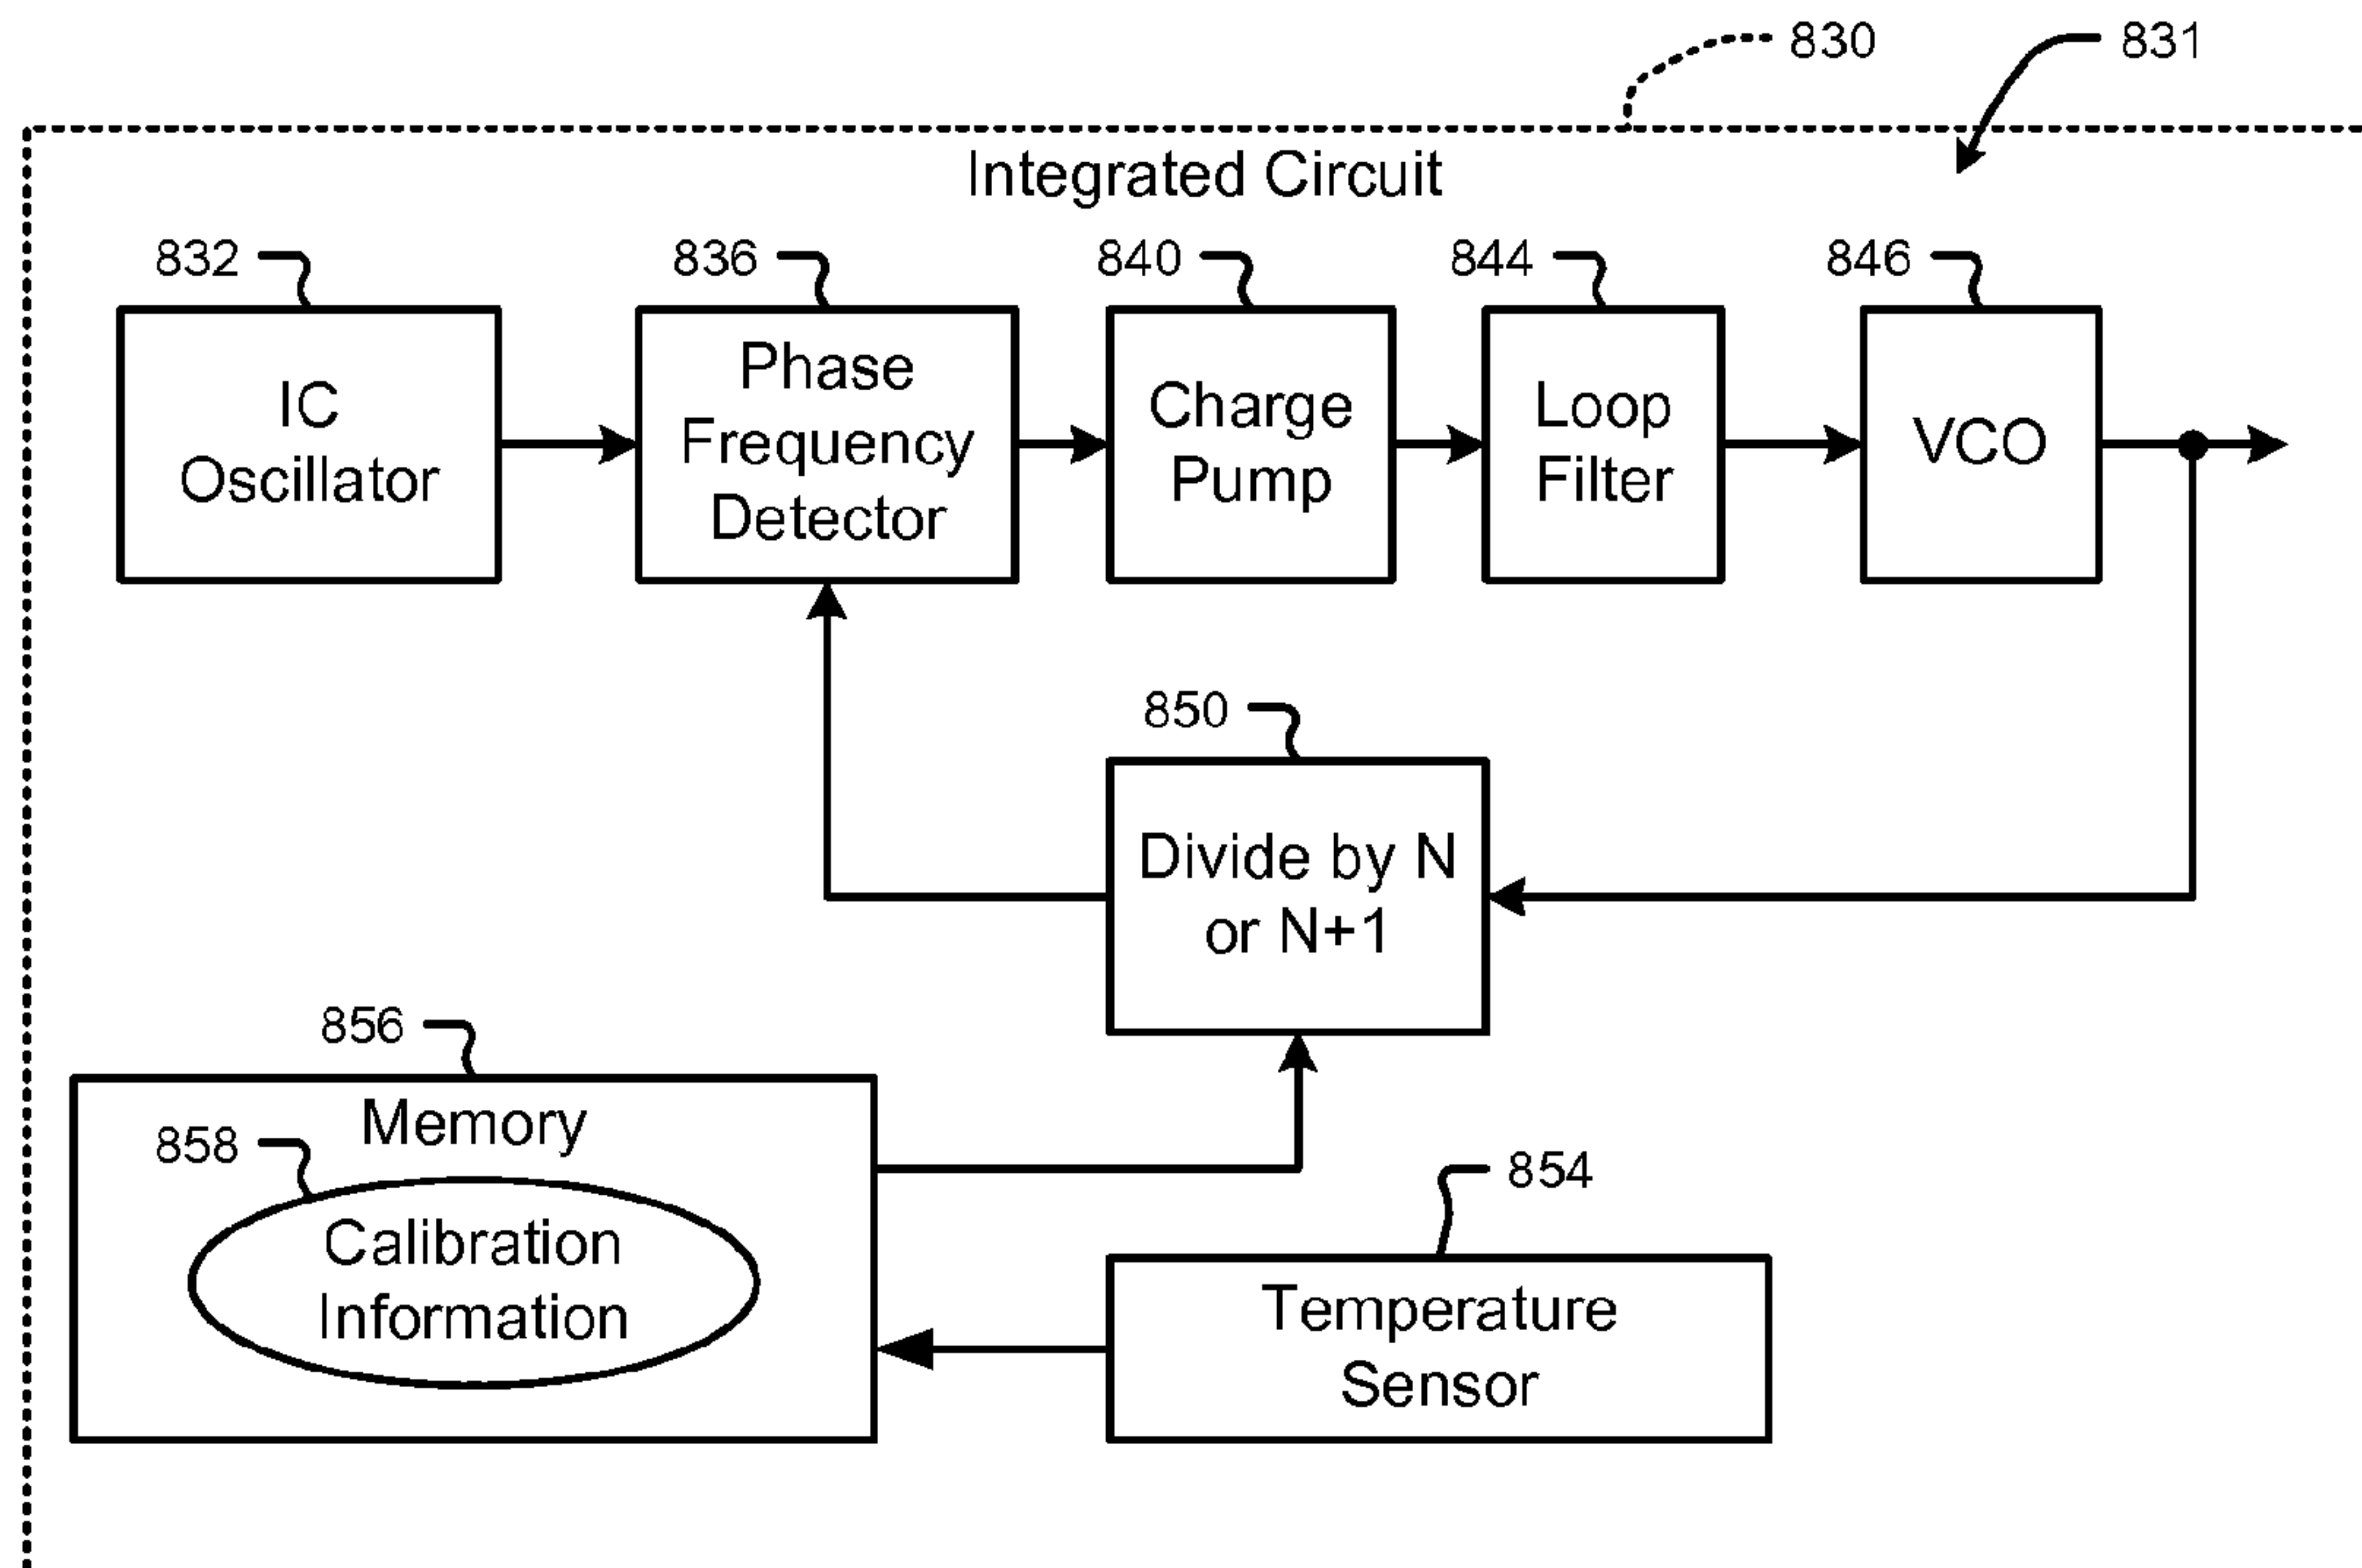 830
831
Integrated Circuit
832
836
840
844
846
IC
Oscillator
Phase
Frequency
Detector
Charge
Pump
Loop
Filter
VCO
850
Divide by N
or N+1
856
Memory
858
Calibration
Information
854
Temperature
Sensor